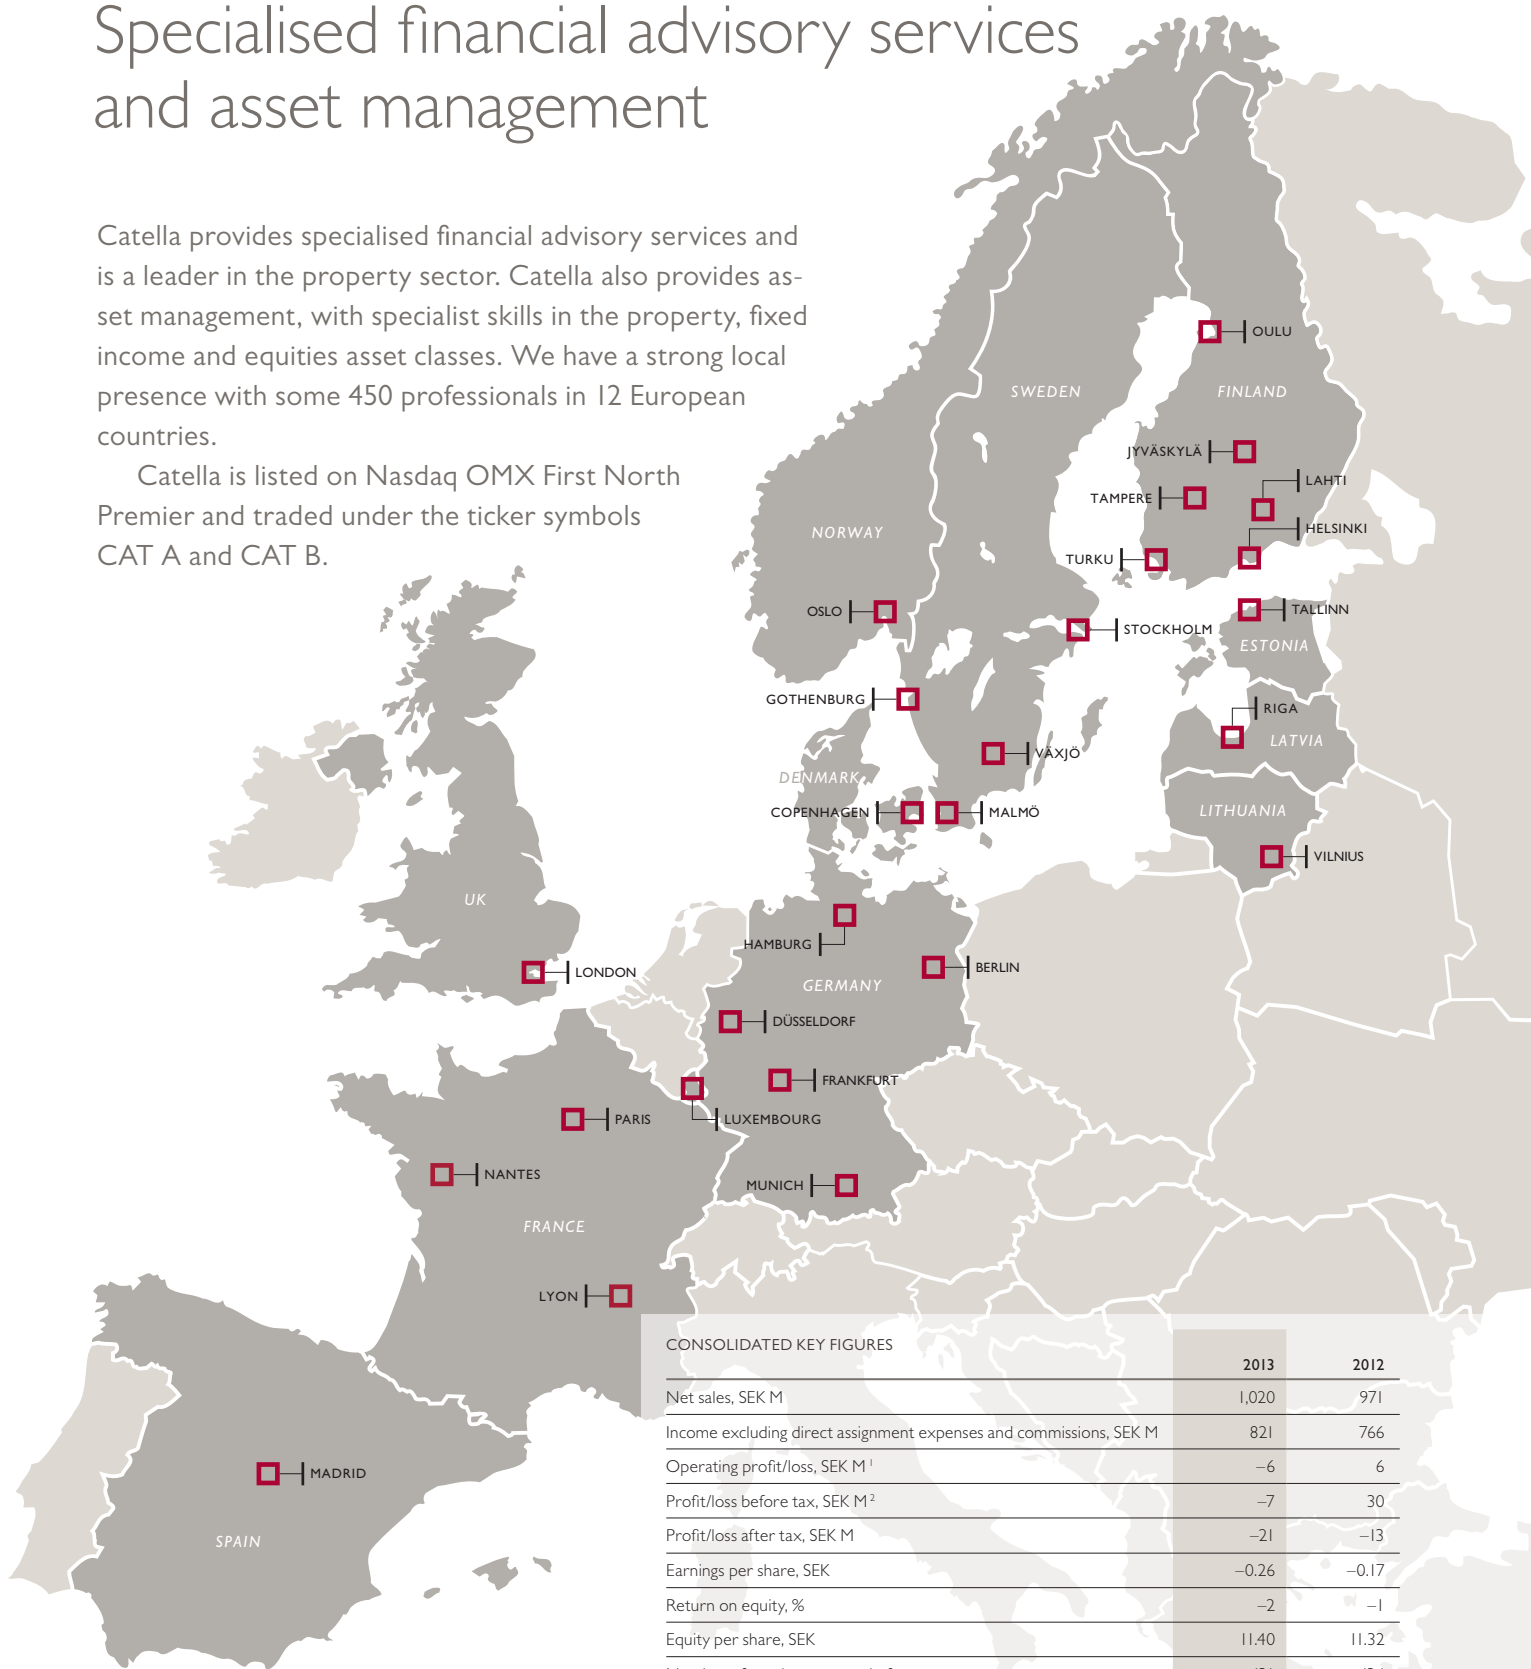 Specialised financial advisory services
and asset management
Catella provides specialised financial advisory services and
is a leader in the property sector. Catella also provides as-
set management, with specialist skills in the property, fixed
income and equities asset classes. We have a strong local
presence with some 450 professionals in 12 European
countries.
Catella is listed on Nasdaq OMX First North
Premier and traded under the ticker symbols
CAT A and CAT B.
OULU
SWEDEN
FINLAND
JYVÄSKYLÄ
LAHTI
TAMPERE
HELSINKI
NORWAY
TURKU
OSLO
TALLINN
STOCKHOLM
ESTONIA
GOTHENBURG
RIGA
LATVIA
VÄXJÖ
DENMARK
COPENHAGEN
MALMÖ
LITHUANIA
VILNIUS
UK
HAMBURG
LONDON
BERLIN
GERMANY
DÜSSELDORF
FRANKFURT
PARIS
LUXEMBOURG
NANTES
MUNICH
FRANCE
LYON
MADRID
SPAIN
CONSOLIDATED KEY FIGURES
2013 2012
Net sales, SEK M 1,020 971
Income excluding direct assignment expenses and commissions, SEK M 821 766
Operating profit/loss, SEK M 1 –6 6
Profit/loss before tax, SEK M 2 –7 30
Profit/loss after tax, SEK M –21 –13
Earnings per share, SEK –0.26 –0.17
Return on equity, % –2 –1
Equity per share, SEK 11.40 11.32